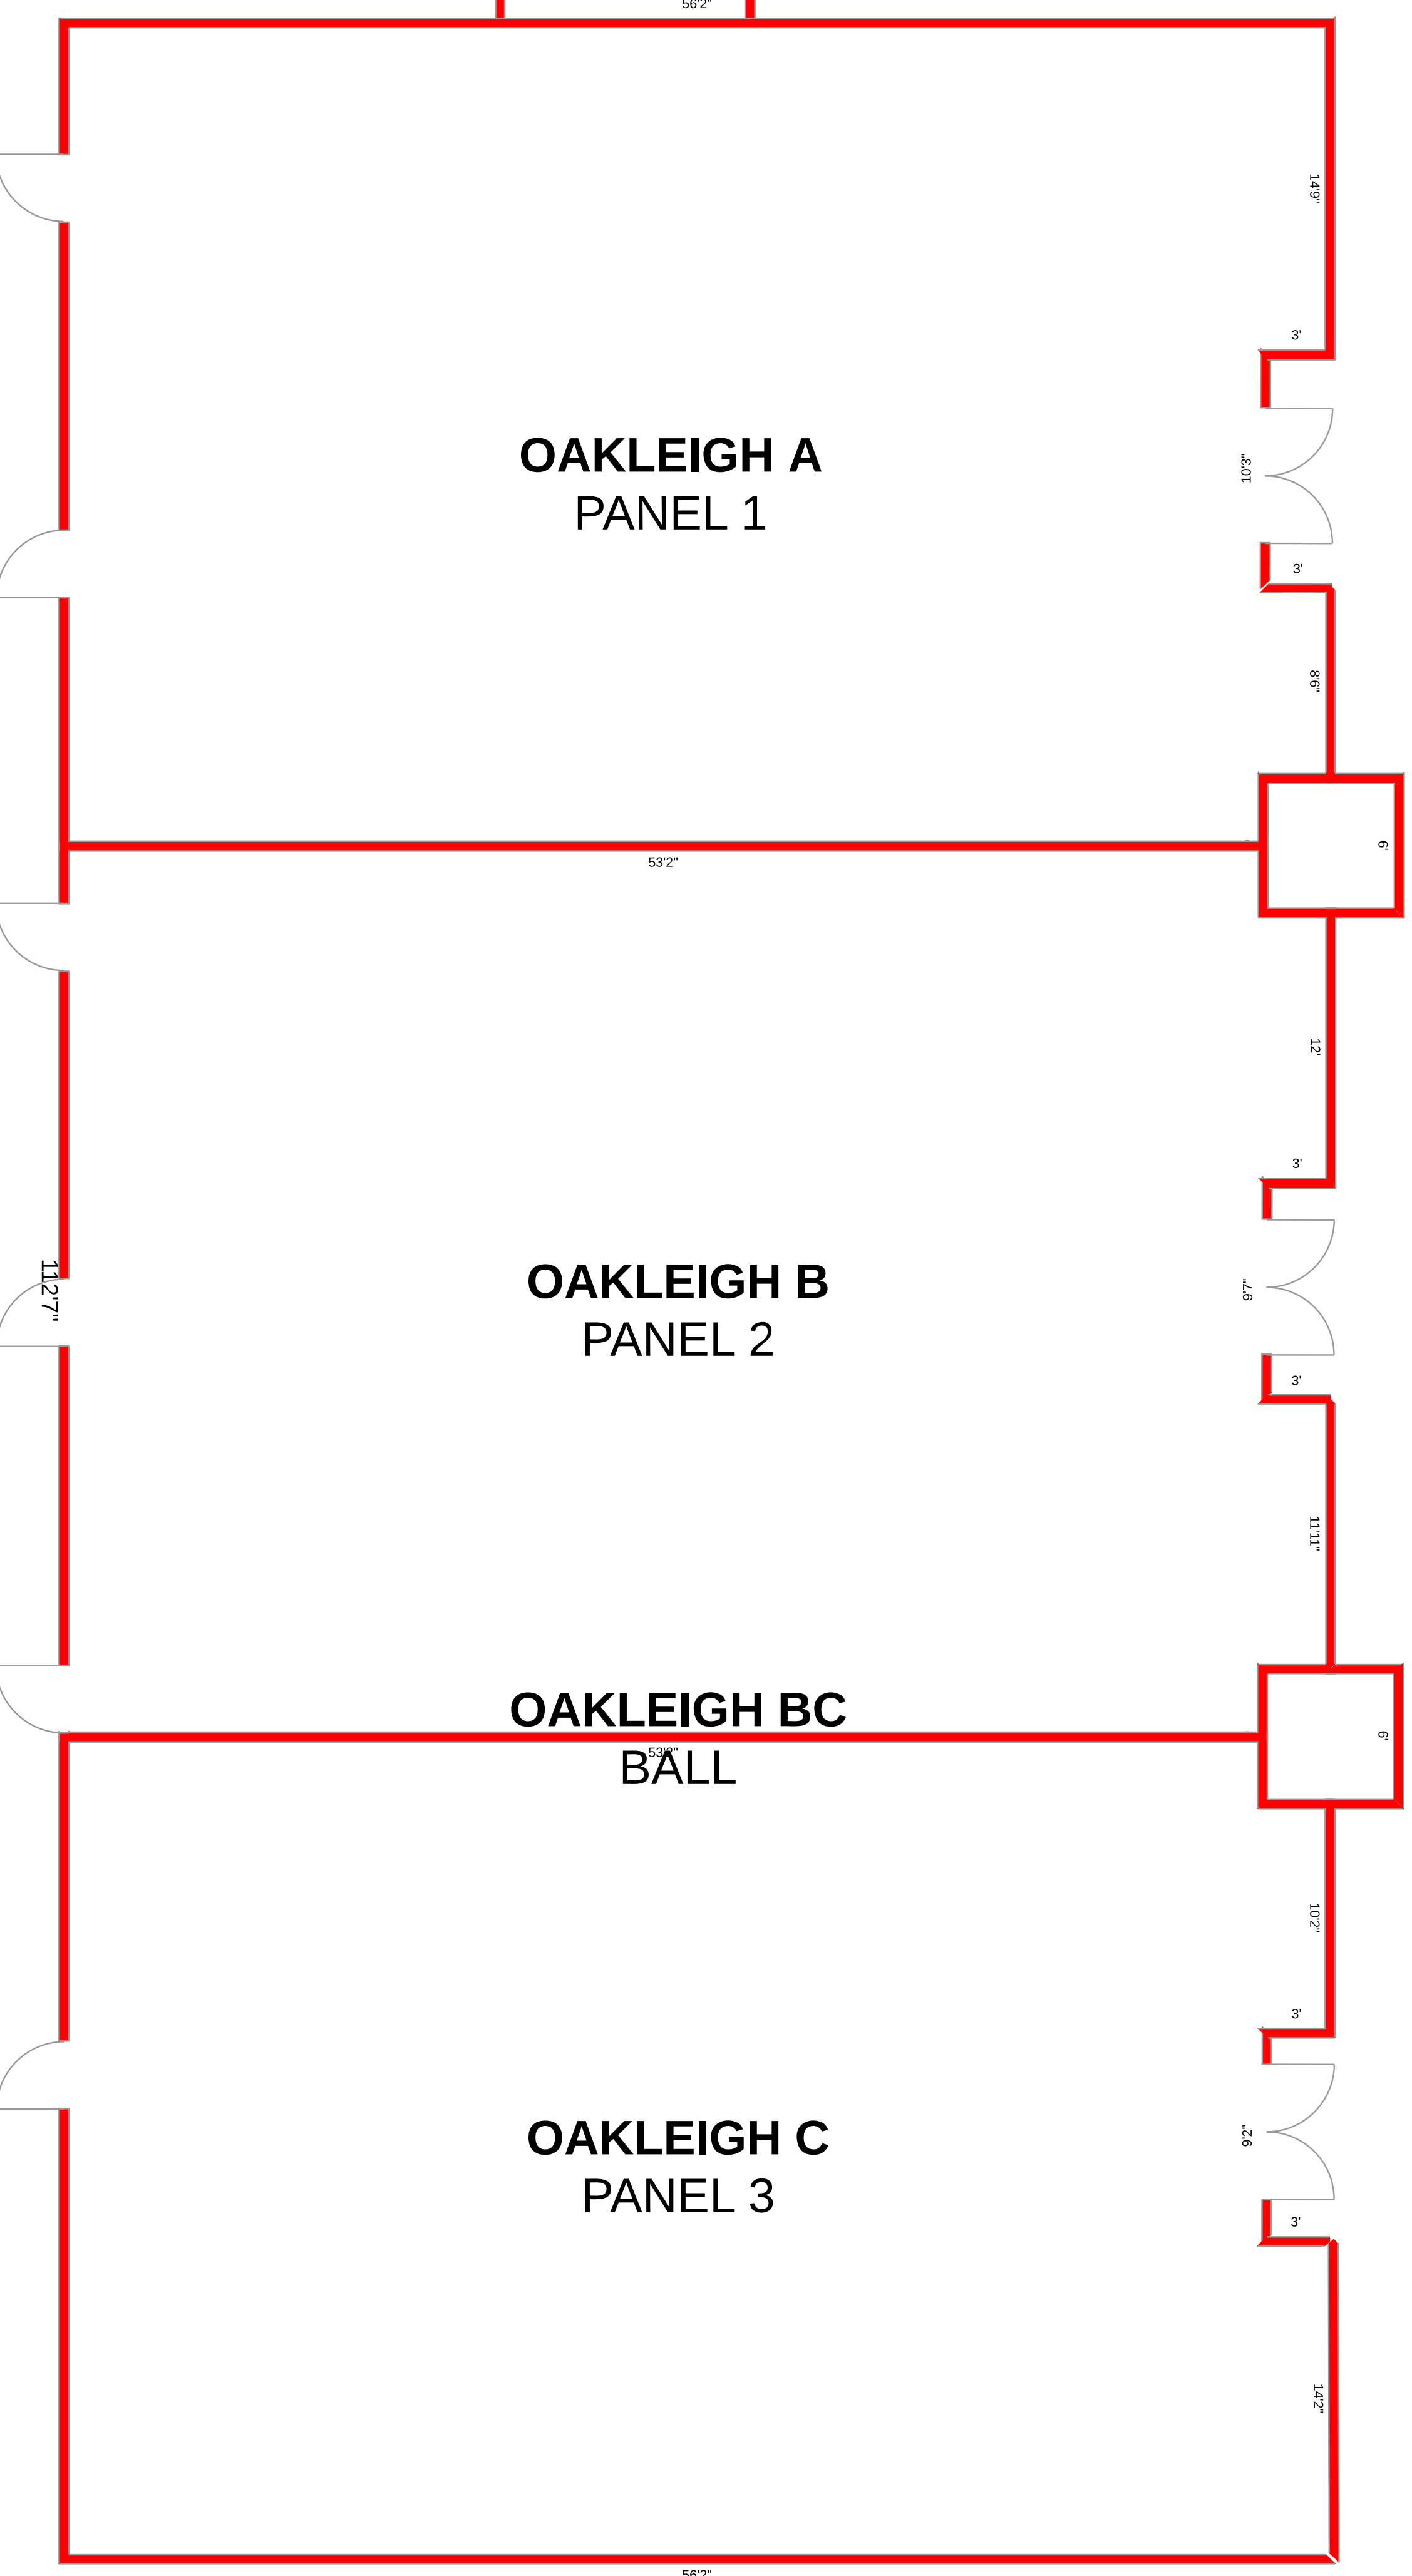 56'2"
14'9"
3'
OAKLEIGH A
PANEL 1
10'3"
3'
8'6"
6'
53'2"
12'
3'
OAKLEIGH B
PANEL 2
112'7"
9'7"
3'
11'11"
OAKLEIGH BC
53'2"
BALL
6'
10'2"
3'
OAKLEIGH C
PANEL 3
9'2"
3'
14'2"
56'2"